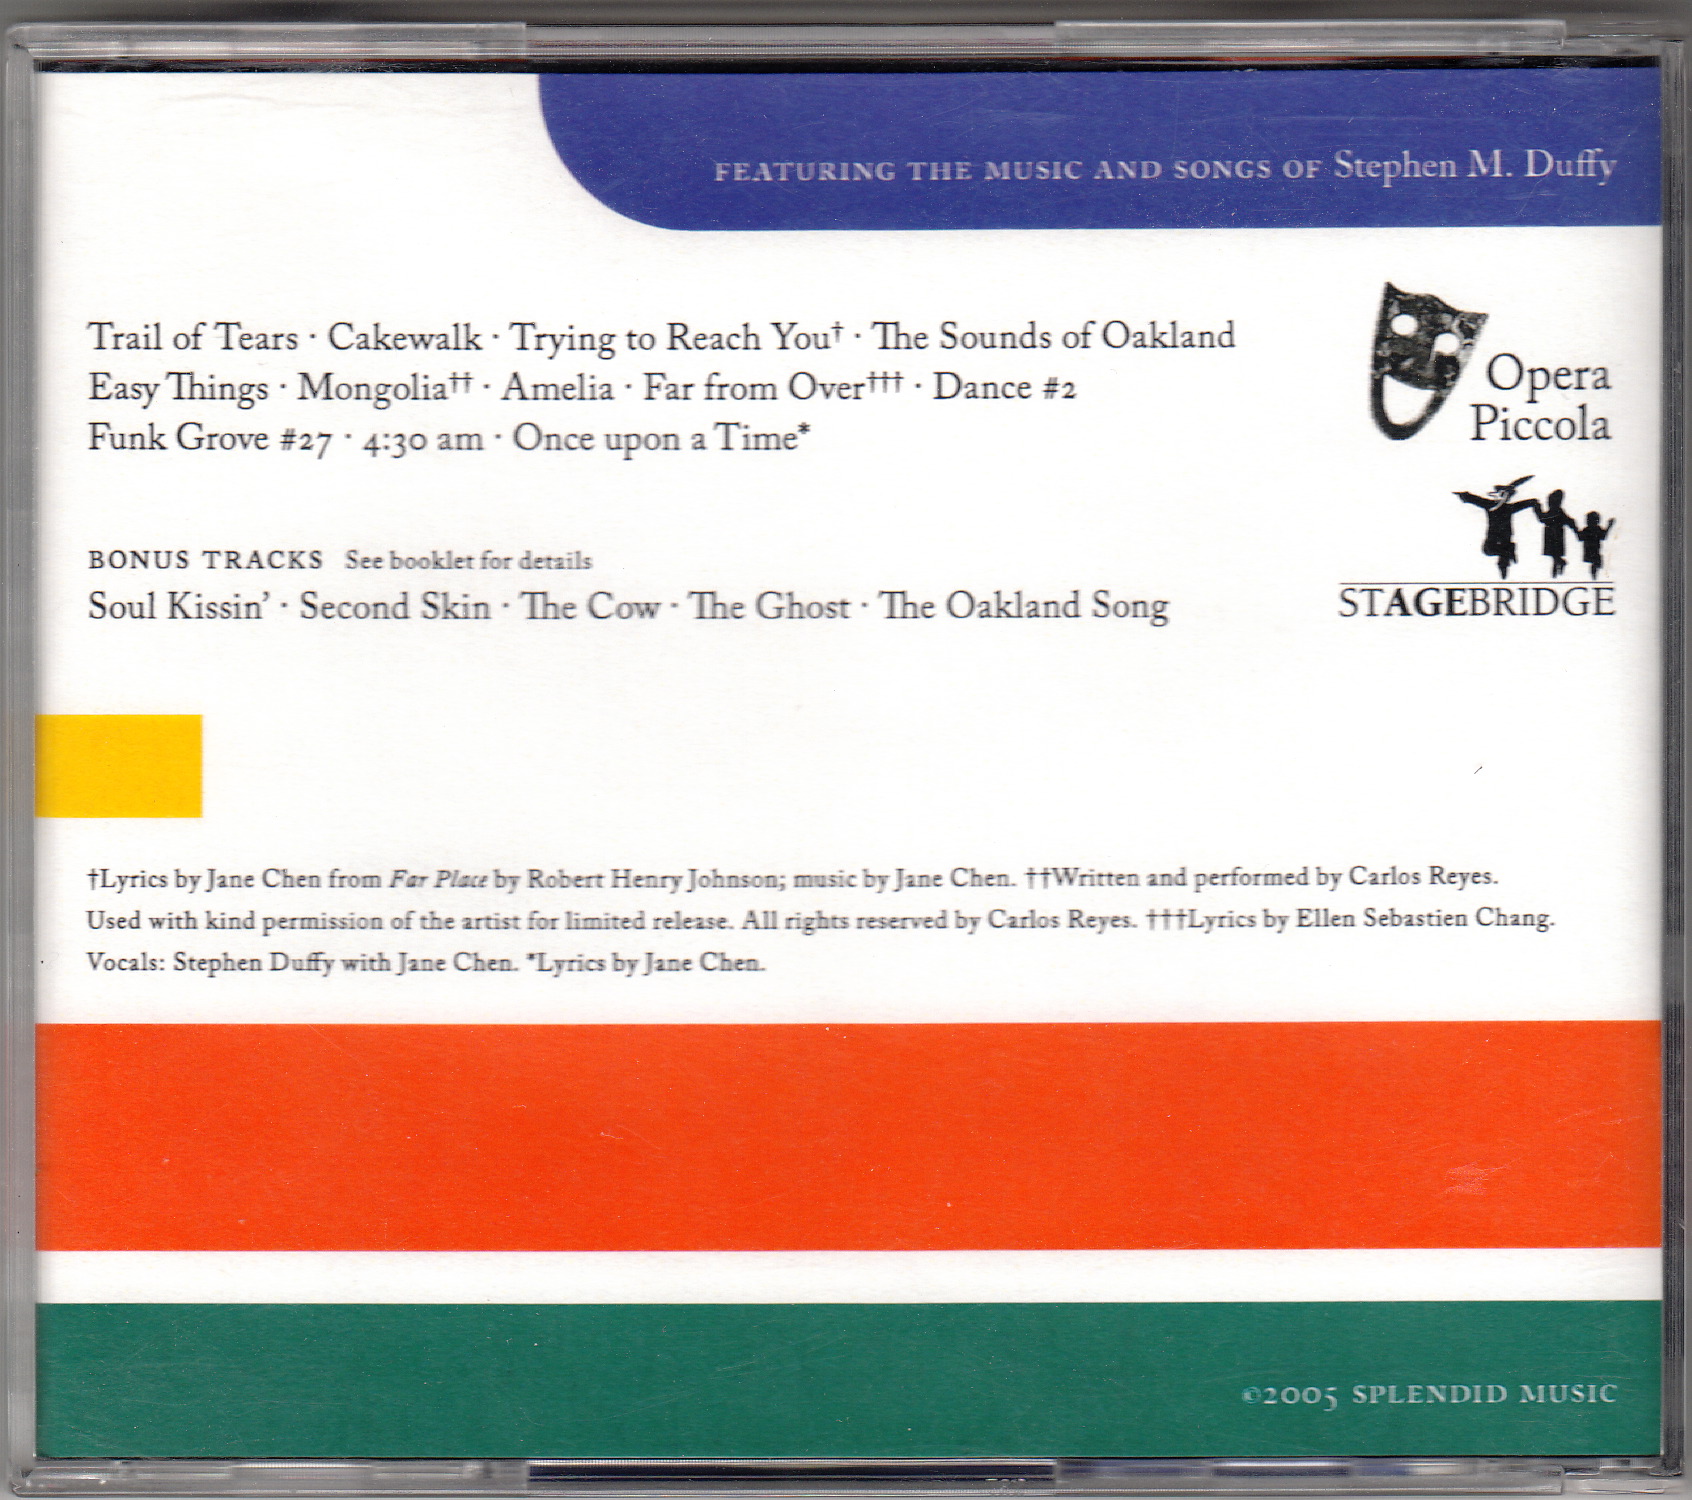 FEATURING THE MUSIC AND SONGS OF Stephen M. Duffy
Trail of Tears · Cakewalk · Trying to Reach You† · The Sounds of Oakland
Easy Things · Mongolia†† · Amelia · Far from Over††† · Dance #2
Funk Grove #27 · 4:30 am · Once upon a Time*
Opera
Piccola
BONUS TRACKS See booklet for details
Soul Kissin’ · Second Skin · The Cow · The Ghost · The Oakland Song
STAGEBRIDGE
†Lyrics by Jane Chen from Far Place by Robert Henry Johnson; music by Jane Chen. ††Written and performed by Carlos Reyes.
Used with kind permission of the artist for limited release. All rights reserved by Carlos Reyes. †††Lyrics by Ellen Sebastien Chang.
Vocals: Stephen Duffy with Jane Chen. *Lyrics by Jane Chen.
©2005 SPLENDID MUSIC